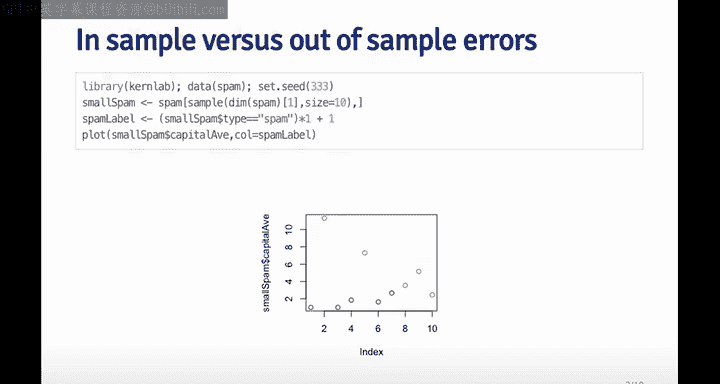 In sample versus out of sample errors
library(kernlab); data(spam); set.seed(333)
smallSpam <- spam[sample(dim(spam)[1],size=10),]
spamLabel <- (smallSpam$type=="spam")*1 + 1
plot(smallSpam$capitalAve,col=spamLabel)
smallSpam$capitalAve
10
8
6
4
2
2 4 6 8 10
Index